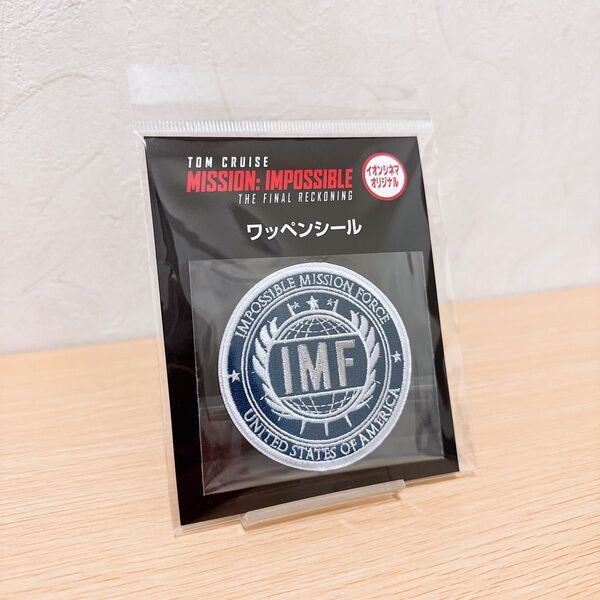 TOM CRUISE
MISSION: IMPOSSIBLE
THE FINAL RECKONING
イオンシネマ
オリジナル
ワッペンシール
IMPOSSIBLE MISSION FORCE
IMF
UNITED STATES OF AMERICA